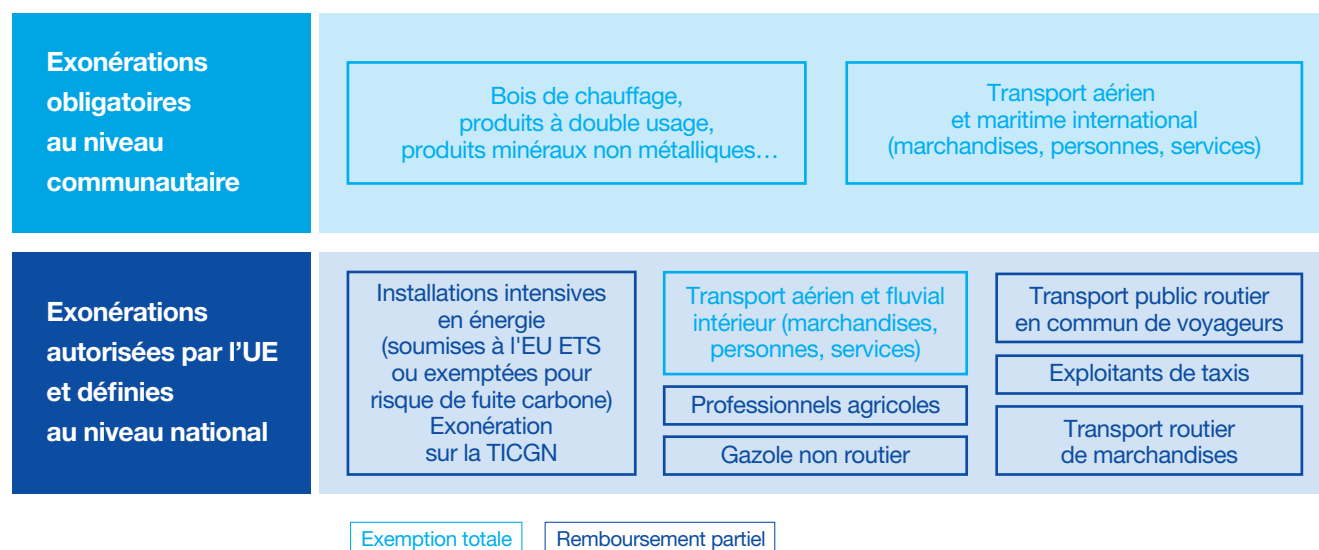 Exonérations
obligatoires
au niveau
communautaire
Bois de chauffage,
produits à double usage,
produits minéraux non métalliques…
Transport aérien
et maritime international
(marchandises, personnes, services)
Exonérations
autorisées par l’UE
et définies
au niveau national
Installations intensives
en énergie
(soumises à l'EU ETS
ou exemptées pour
risque de fuite carbone)
Exonération
sur la TICGN
Transport aérien et fluvial
intérieur (marchandises,
personnes, services)
Professionnels agricoles
Gazole non routier
Transport public routier
en commun de voyageurs
Exploitants de taxis
Transport routier
de marchandises
Exemption totale
Remboursement partiel